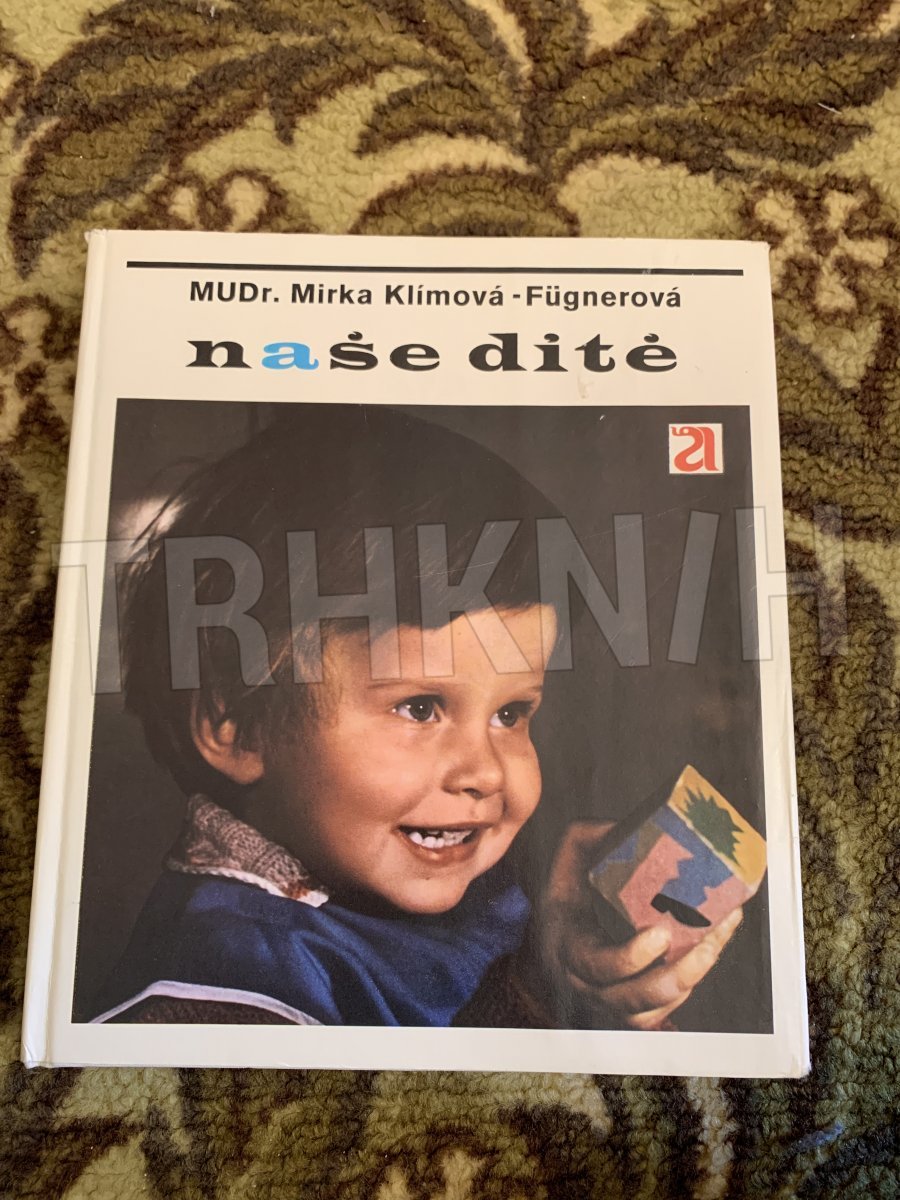 MUDr. Mirka Klímová-Fügnerová
naše dítě
TRHKNIH